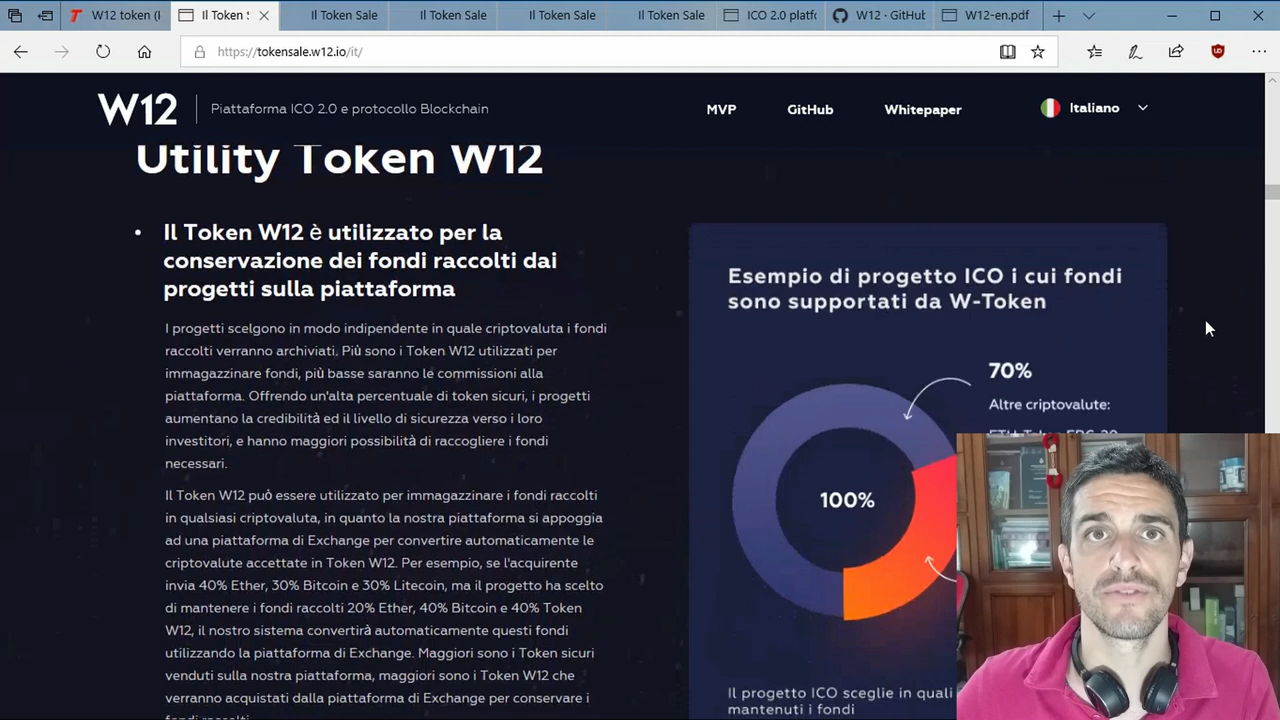 W12 token (I
Il Token S
Il Token Sale
Il Token Sale
Il Token Sale
Il Token Sale
ICO 2.0 platf
W12 · GitHub
W12-en.pdf
https://tokensale.w12.io/it/
W12
Piattaforma ICO 2.0 e protocollo Blockchain
MVP
GitHub
Whitepaper
Italiano
Utility Token W12
• Il Token W12 è utilizzato per la
conservazione dei fondi raccolti dai
progetti sulla piattaforma
I progetti scelgono in modo indipendente in quale criptovaluta i fondi
raccolti verranno archiviati. Più sono i Token W12 utilizzati per
immagazzinare fondi, più basse saranno le commissioni alla
piattaforma. Offrendo un'alta percentuale di token sicuri, i progetti
aumentano la credibilità ed il livello di sicurezza verso i loro
investitori, e hanno maggiori possibilità di raccogliere i fondi
necessari.
Il Token W12 può essere utilizzato per immagazzinare i fondi raccolti
in qualsiasi criptovaluta, in quanto la nostra piattaforma si appoggia
ad una piattaforma di Exchange per convertire automaticamente le
criptovalute accettate in Token W12. Per esempio, se l'acquirente
invia 40% Ether, 30% Bitcoin e 30% Litecoin, ma il progetto ha scelto
di mantenere i fondi raccolti 20% Ether, 40% Bitcoin e 40% Token
W12, il nostro sistema convertirà automaticamente questi fondi
utilizzando la piattaforma di Exchange. Maggiori sono i Token sicuri
venduti sulla nostra piattaforma, maggiori sono i Token W12 che
verranno acquistati dalla piattaforma di Exchange per conservare i
fondi raccolti.
Esempio di progetto ICO i cui fondi
sono supportati da W-Token
70%
Altre criptovalute:
ETH, Token ERC-20
100%
Il progetto ICO sceglie in quali
mantenuti i fondi